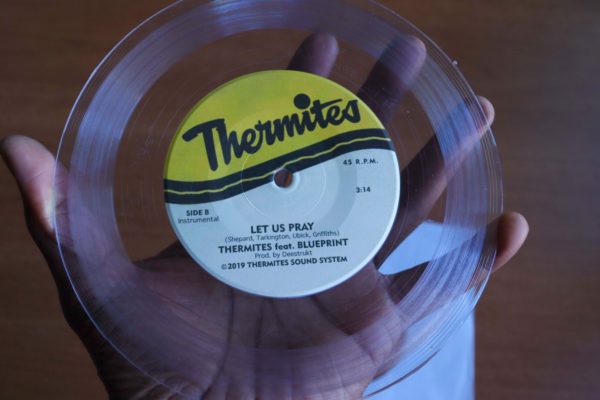 Thermites
45 R.P.M.
3:14
SIDE B
Instrumental
LET US PRAY
(Shepard, Tarkington, Ubick, Griffiths)
THERMITES feat. BLUEPRINT
Prod. by Deestrukt
©2019 THERMITES SOUND SYSTEM